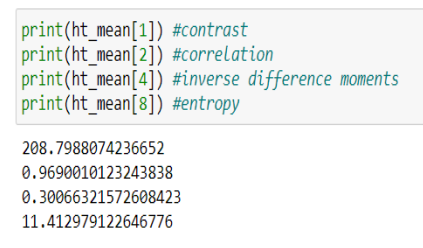 print(ht_mean[1]) #contrast
print(ht_mean[2]) #correlation
print(ht_mean[4]) #inverse difference moments
print(ht_mean[8]) #entropy
208.7988074236652
0.9690010123243838
0.30066321572608423
11.412979122646776